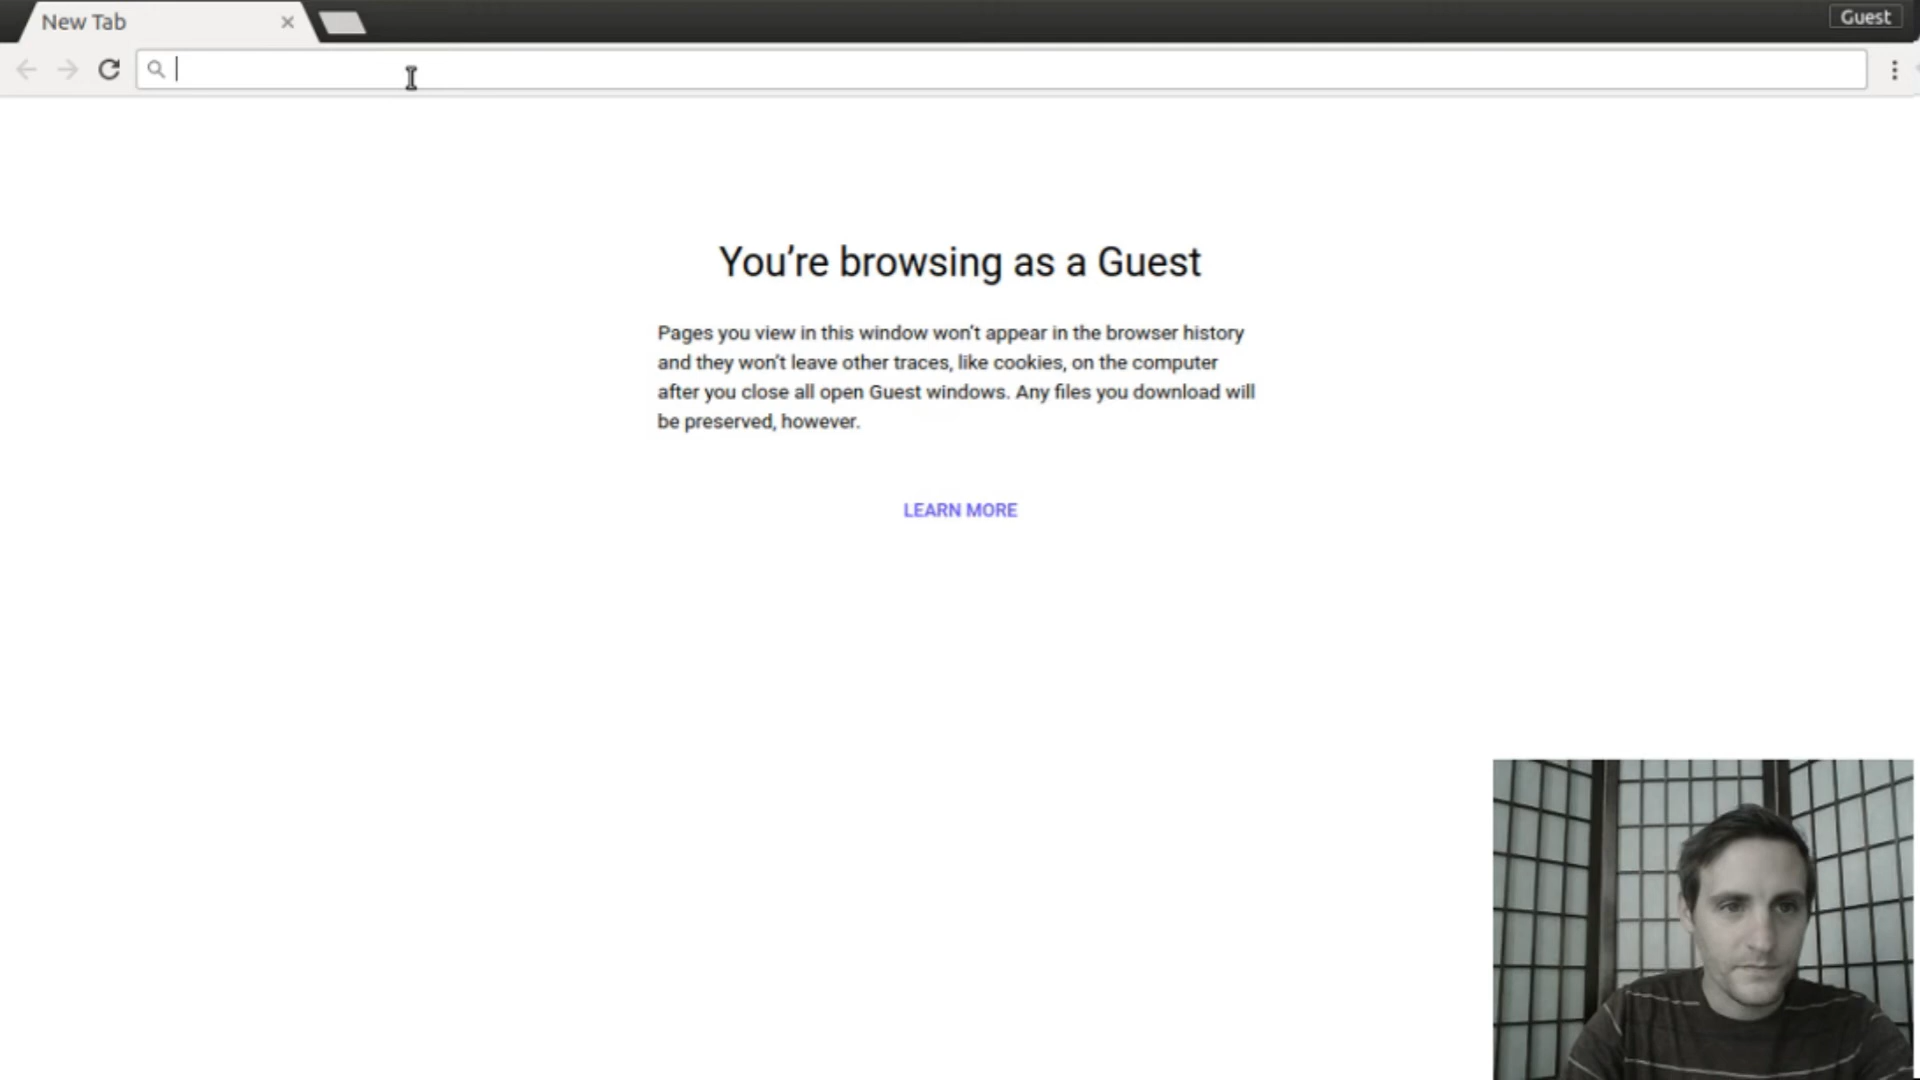 New Tab
Guest
You’re browsing as a Guest
Pages you view in this window won’t appear in the browser history
and they won’t leave other traces, like cookies, on the computer
after you close all open Guest windows. Any files you download will
be preserved, however.
LEARN MORE